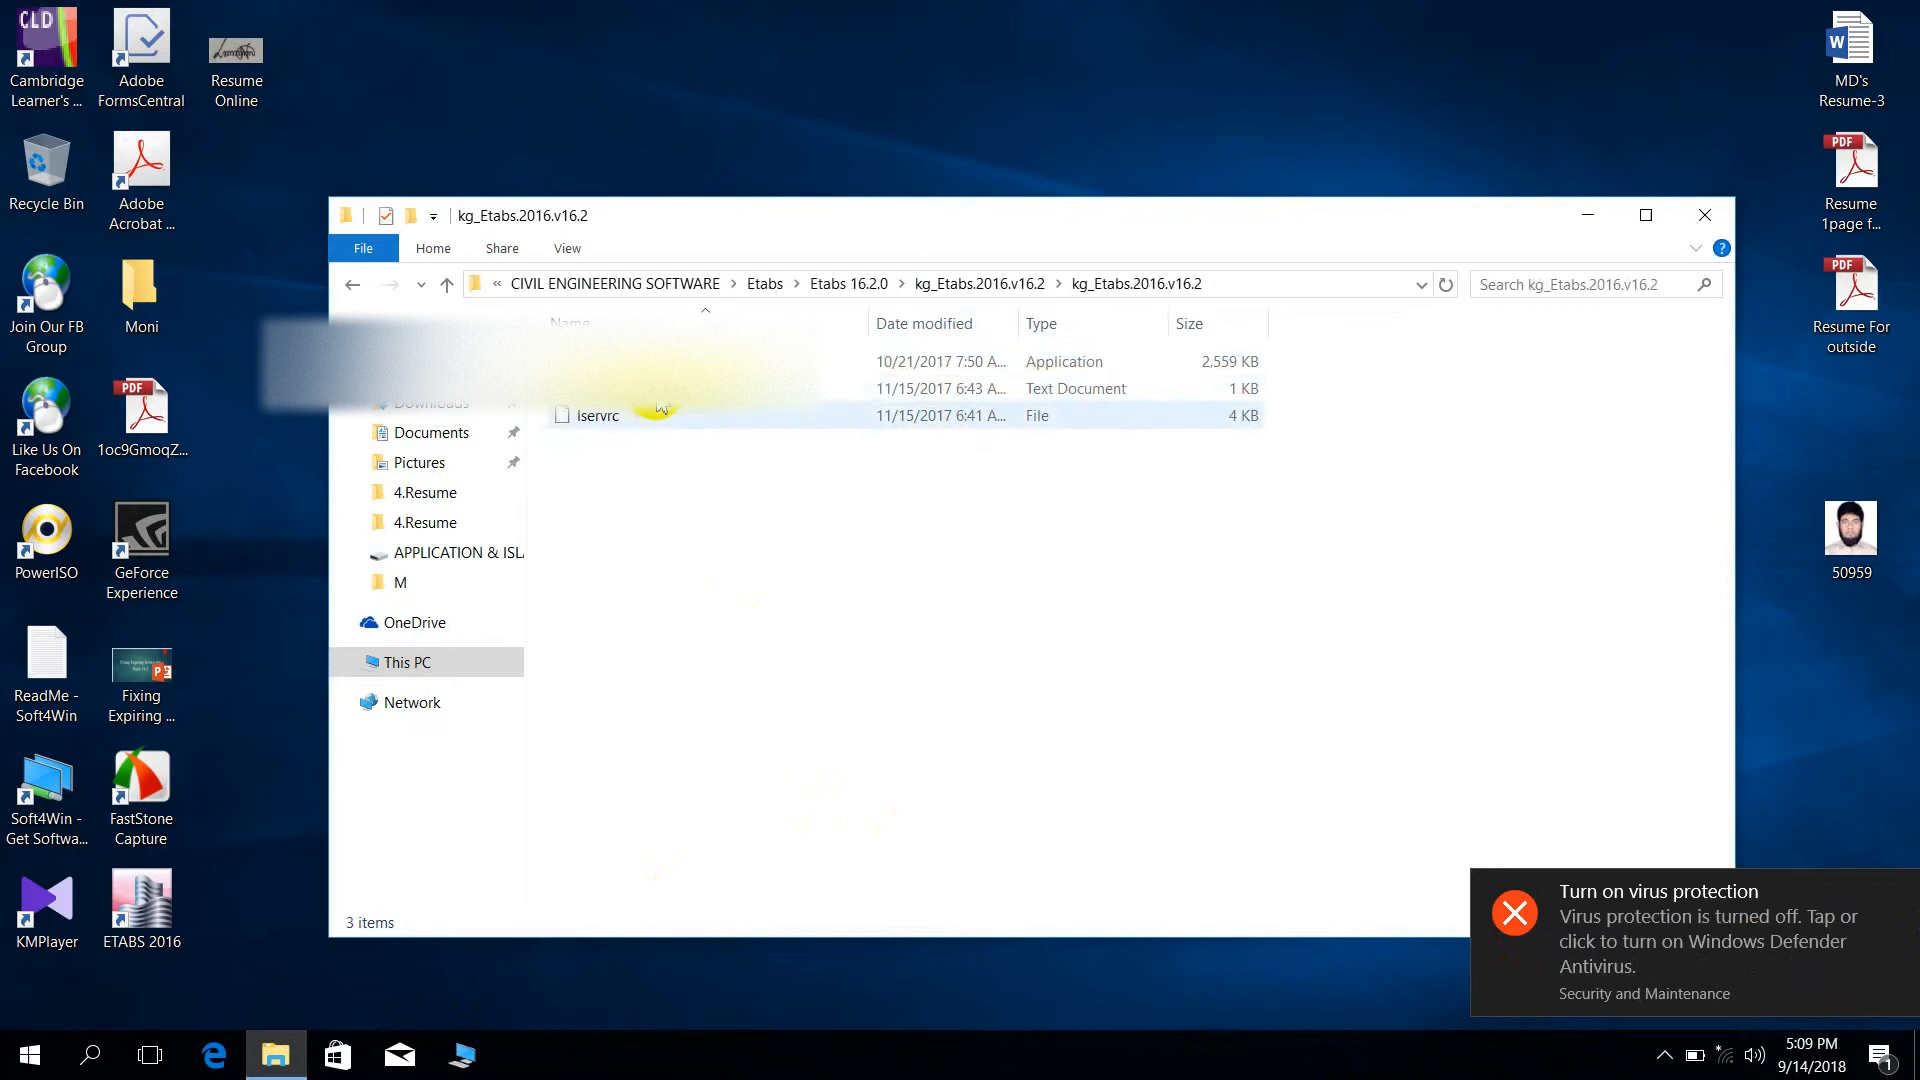 CLD
Cambridge
Learner's ...
Adobe
FormsCentral
Resume
Online
Recycle Bin
Adobe
Acrobat ...
Join Our FB
Group
Moni
Like Us On
Facebook
PDF
1oc9GmoqZ...
PowerISO
GeForce
Experience
ReadMe -
Soft4Win
Fixing
Expiring ...
Soft4Win -
Get Softwa...
FastStone
Capture
KMPlayer
ETABS 2016
kg_Etabs.2016.v16.2
File
Home
Share
View
« CIVIL ENGINEERING SOFTWARE > Etabs > Etabs 16.2.0 > kg_Etabs.2016.v16.2 > kg_Etabs.2016.v16.2
Search kg_Etabs.2016.v16.2
Name
Date modified
Type
Size
10/21/2017 7:50 A...
Application
2,559 KB
11/15/2017 6:43 A...
Text Document
1 KB
lservrc
11/15/2017 6:41 A...
File
4 KB
Downloads
Documents
Pictures
4.Resume
4.Resume
APPLICATION & ISL
M
OneDrive
This PC
Network
3 items
W
MD's
Resume-3
PDF
Resume
1page f...
PDF
Resume For
outside
50959
Turn on virus protection
Virus protection is turned off. Tap or
click to turn on Windows Defender
Antivirus.
Security and Maintenance
5:09 PM
9/14/2018
1